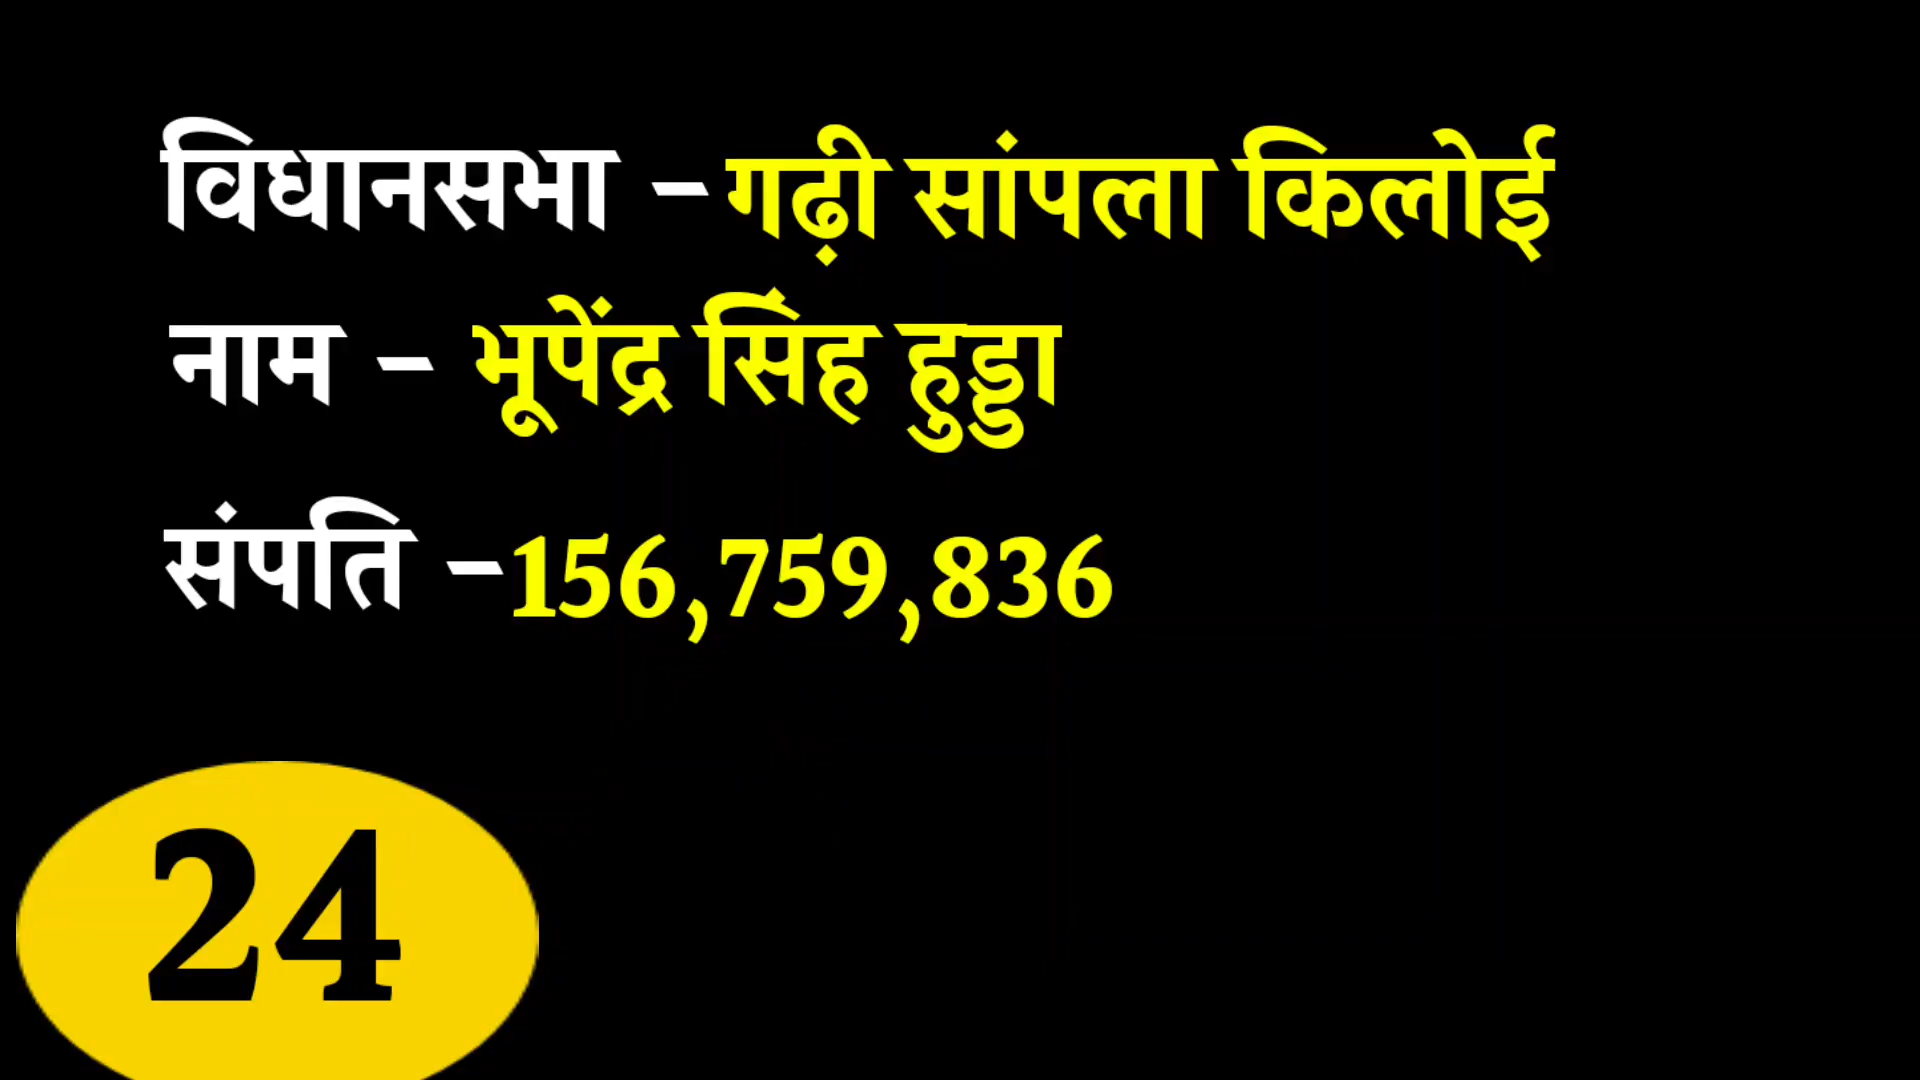 विधानसभा - गढ़ी सांपला किलोई
नाम - भूपेंद्र सिंह हुड्डा
संपति -156,759,836
24